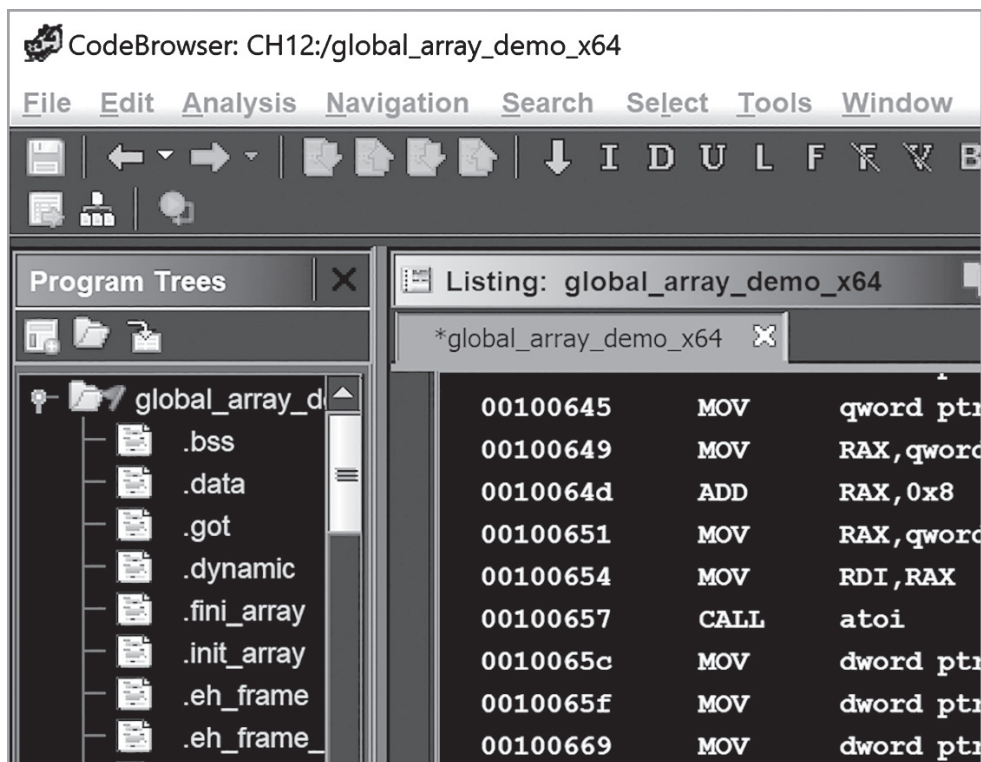 CodeBrowser: CH12:/global_array_demo_x64
File Edit Analysis Navigation Search Select Tools Window
I D U L F F V B
Program Trees
Listing: global_array_demo_x64
*global_array_demo_x64
global_array_d
.bss
.data
.got
.dynamic
.fini_array
.init_array
.eh_frame
.eh_frame_
00100645 MOV qword ptr
00100649 MOV RAX,qword
0010064d ADD RAX,0x8
00100651 MOV RAX,qword
00100654 MOV RDI,RAX
00100657 CALL atoi
0010065c MOV dword ptr
0010065f MOV dword ptr
00100669 MOV dword ptr